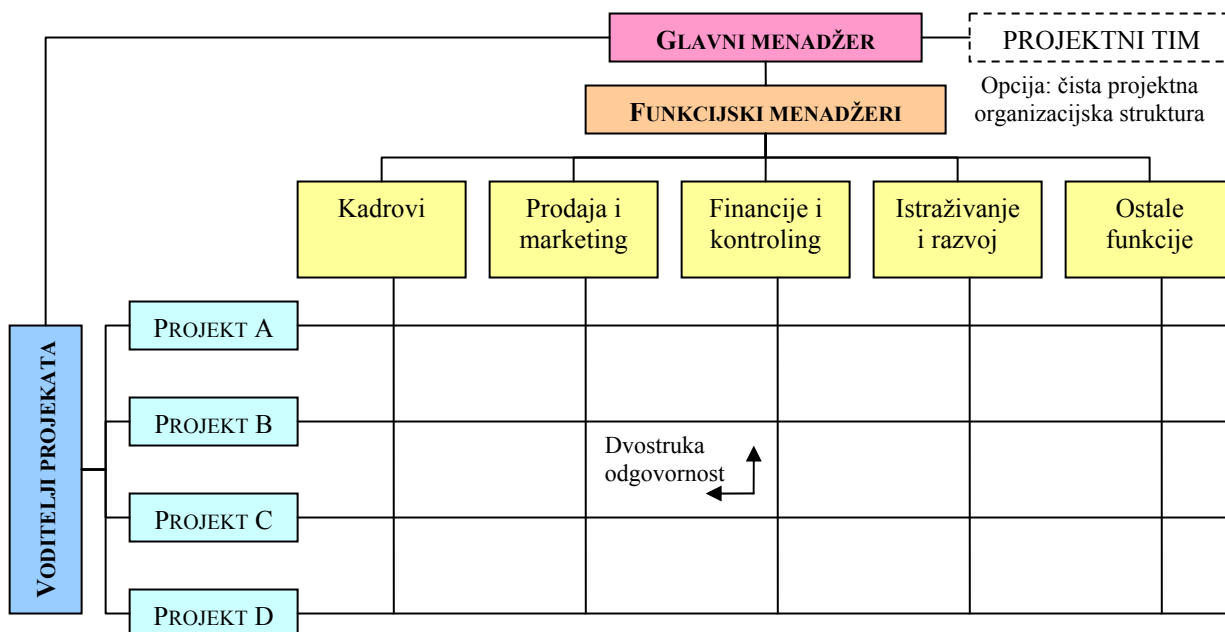 GLAVNI MENADŽER
PROJEKTNI TIM
Opcija: čista projektna
organizacijska struktura
FUNKCIJSKI MENADŽERI
Kadrovi
Prodaja i
marketing
Financije i
kontroling
Istraživanje
i razvoj
Ostale
funkcije
VODITELJI PROJEKATA
PROJEKT A
PROJEKT B
Dvostruka
odgovornost
PROJEKT C
PROJEKT D